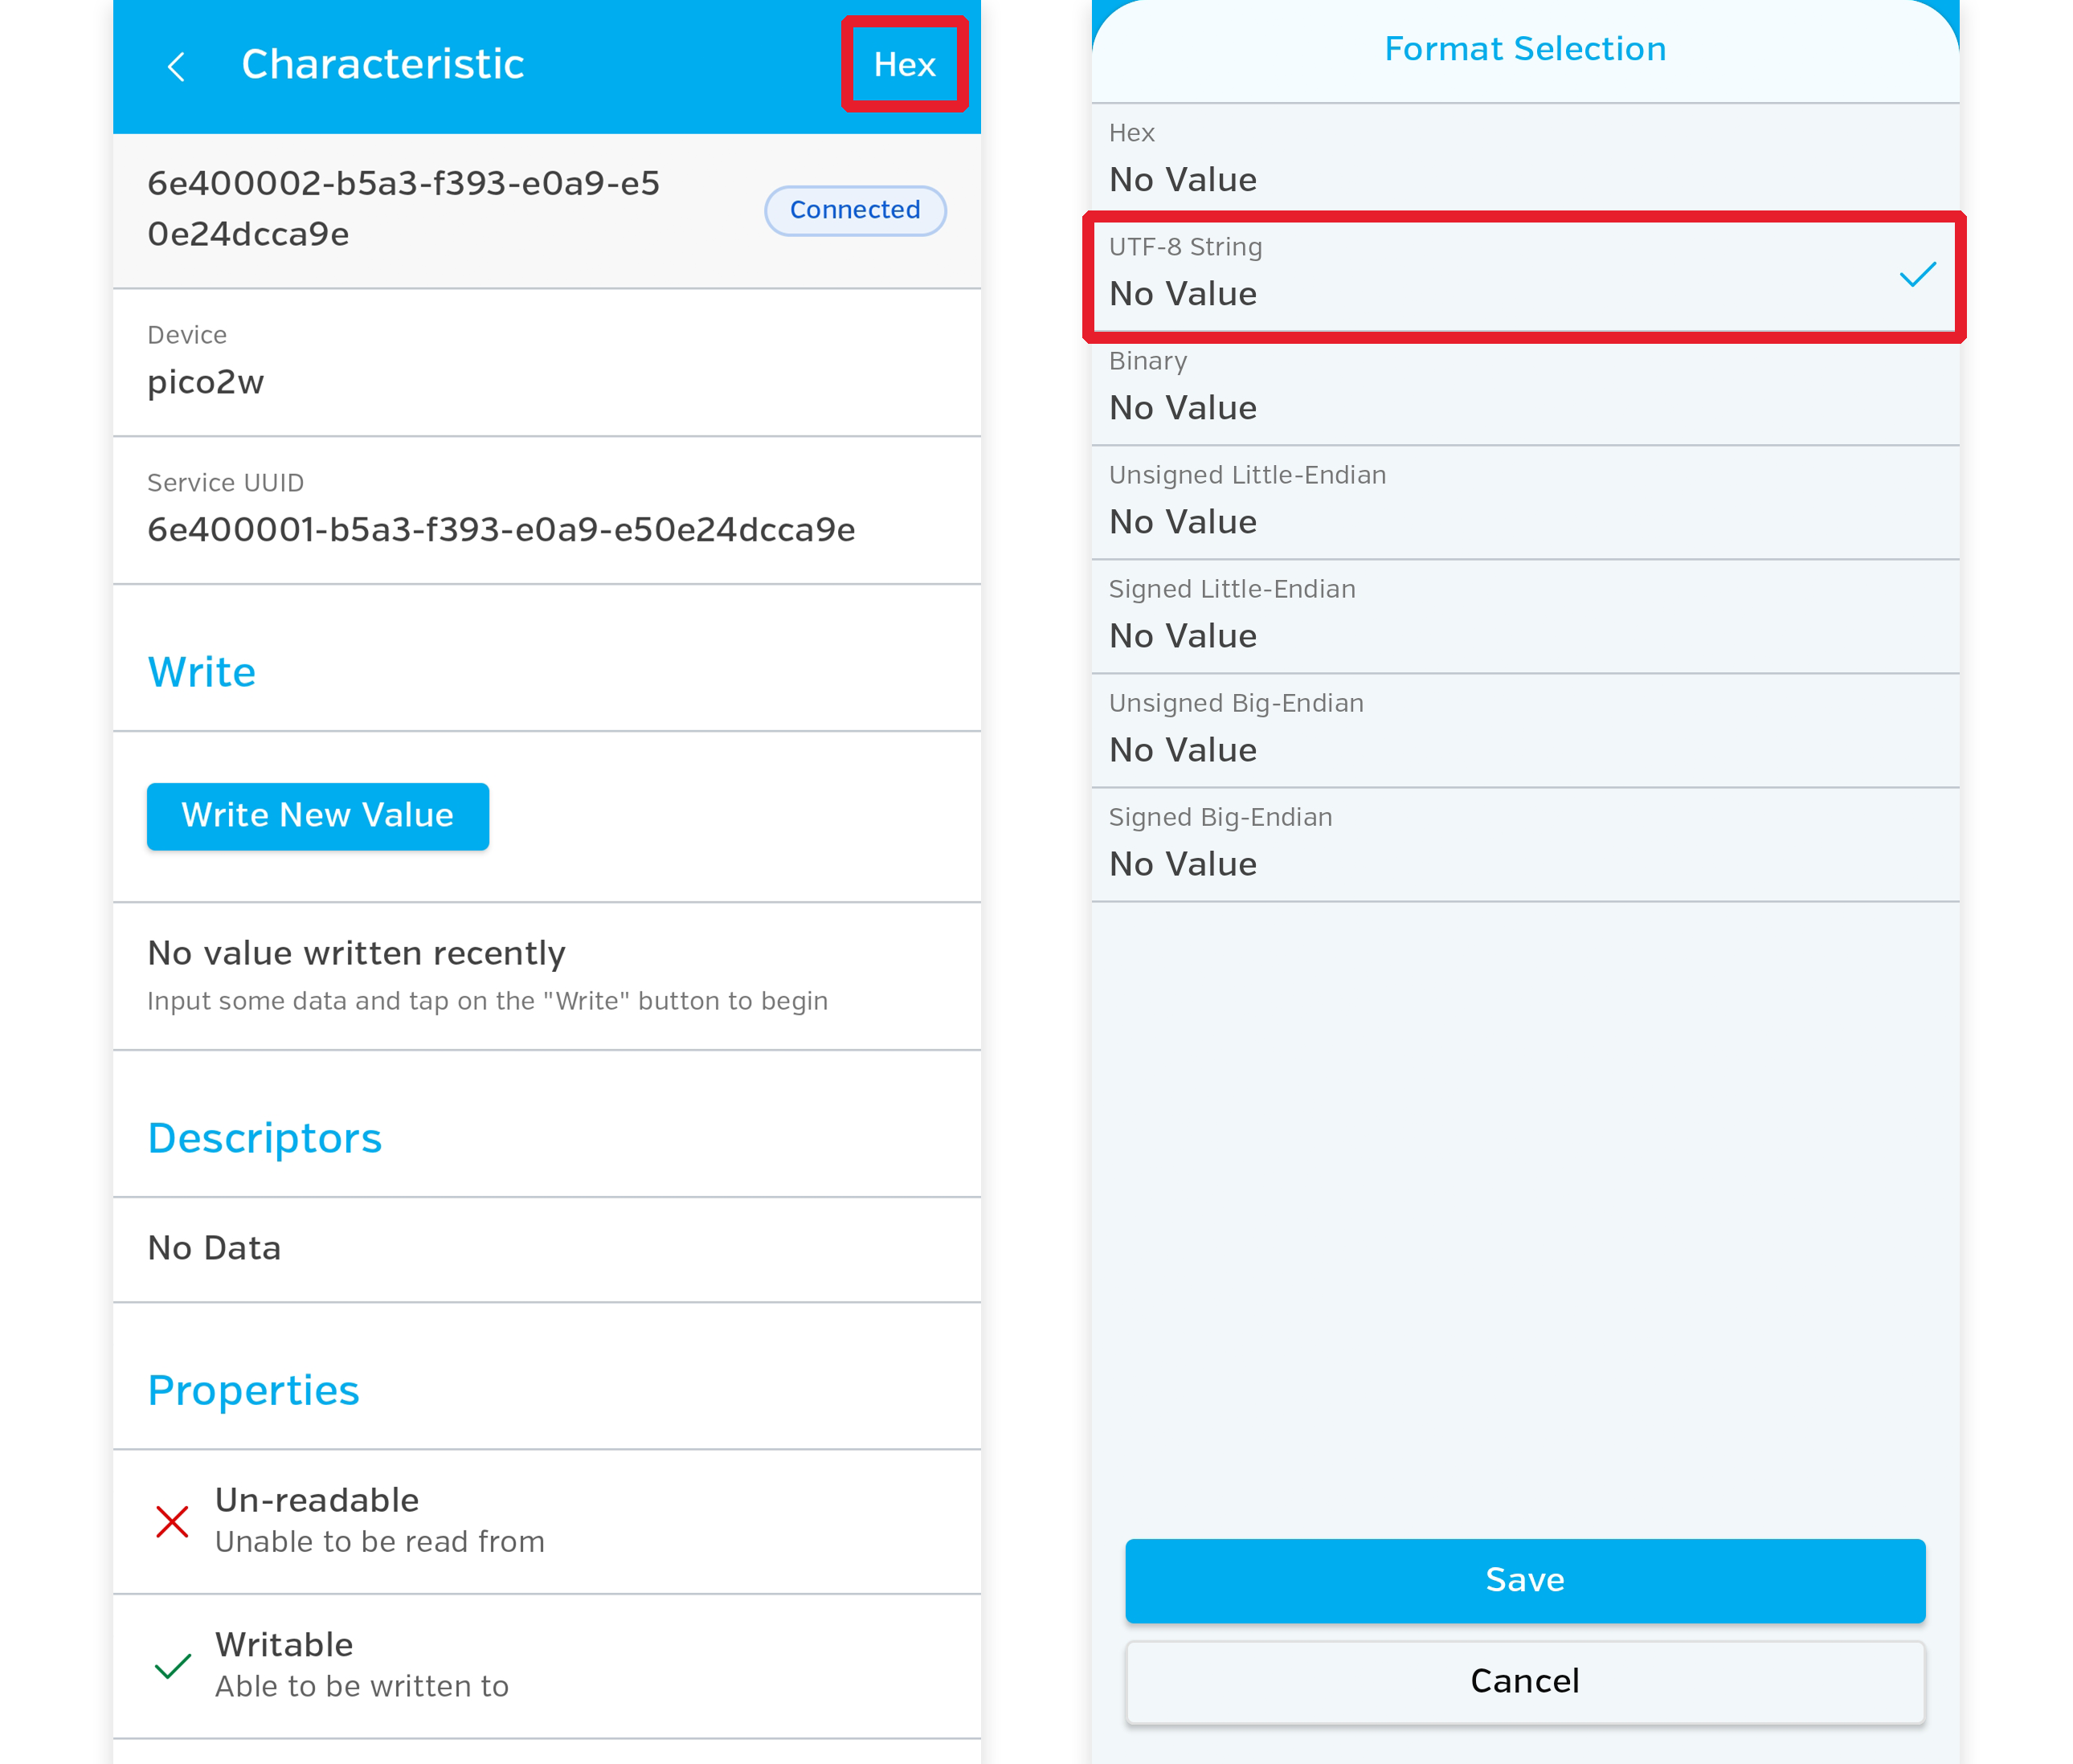 Characteristic
Hex
6e400002-b5a3-f393-e0a9-e5
0e24dcca9e
Connected
Device
pico2w
Service UUID
6e400001-b5a3-f393-e0a9-e50e24dcca9e
Write
Write New Value
No value written recently
Input some data and tap on the "Write" button to begin
Descriptors
No Data
Properties
Un-readable
Unable to be read from
Writable
Able to be written to
Format Selection
Hex
No Value
UTF-8 String
No Value
Binary
No Value
Unsigned Little-Endian
No Value
Signed Little-Endian
No Value
Unsigned Big-Endian
No Value
Signed Big-Endian
No Value
Save
Cancel